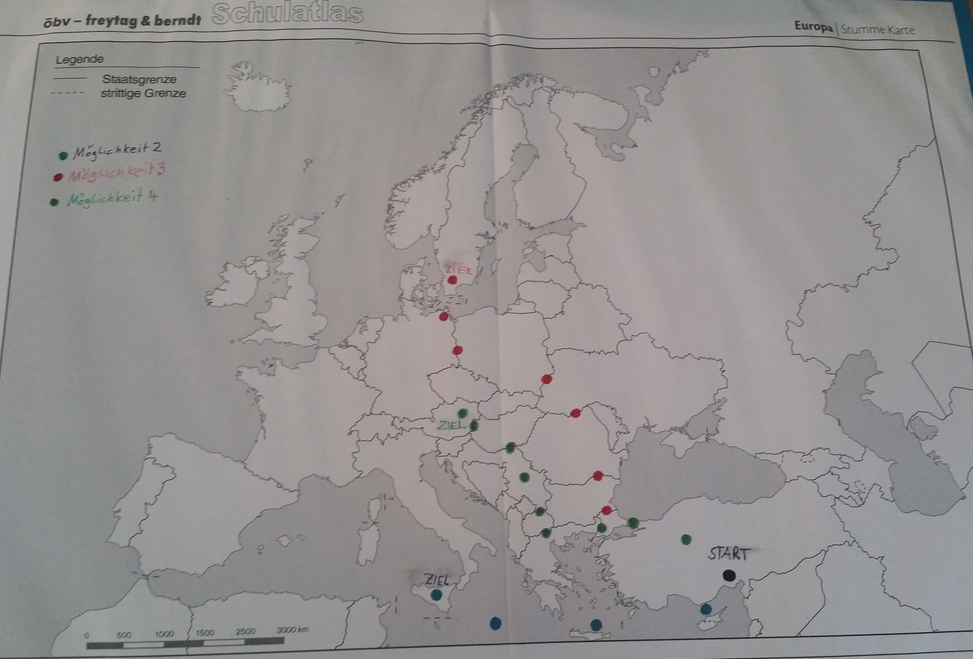 öbv – freytag & berndt Schulatlas
Europa | Stumme Karte
Legende
Staatsgrenze
strittige Grenze
Möglichkeit 2
Möglichkeit 3
Möglichkeit 4
ZIEL
ZIEL
START
ZIEL
0 500 1000 1500 2500 3000 km